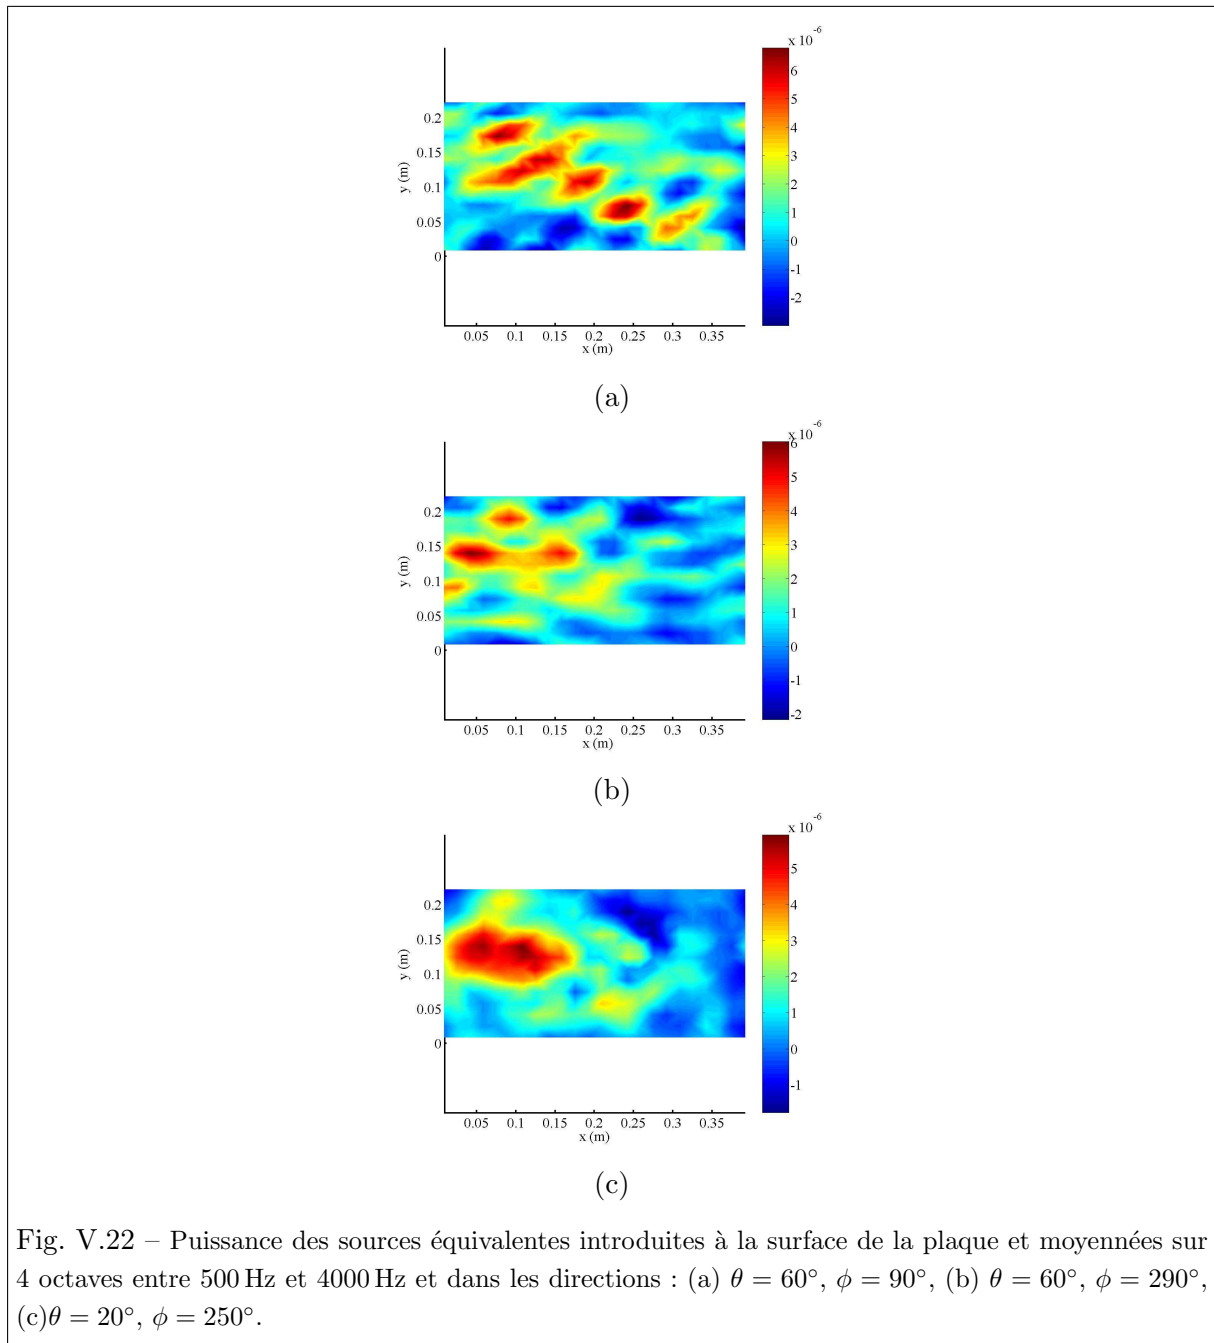 x 10^-6
6
5
4
3
2
1
0
-1
-2
0.2
0.15
0.1
0.05
0
y (m)
0.05 0.1 0.15 0.2 0.25 0.3 0.35
x (m)
(a)
x 10^-6
6
5
4
3
2
1
0
-1
-2
0.2
0.15
0.1
0.05
0
y (m)
0.05 0.1 0.15 0.2 0.25 0.3 0.35
x (m)
(b)
x 10^-6
5
4
3
2
1
0
-1
0.2
0.15
0.1
0.05
0
y (m)
0.05 0.1 0.15 0.2 0.25 0.3 0.35
x (m)
(c)
Fig. V.22 – Puissance des sources équivalentes introduites à la surface de la plaque et moyennées sur
4 octaves entre 500 Hz et 4000 Hz et dans les directions : (a) θ = 60°, ϕ = 90°, (b) θ = 60°, ϕ = 290°,
(c)θ = 20°, ϕ = 250°.